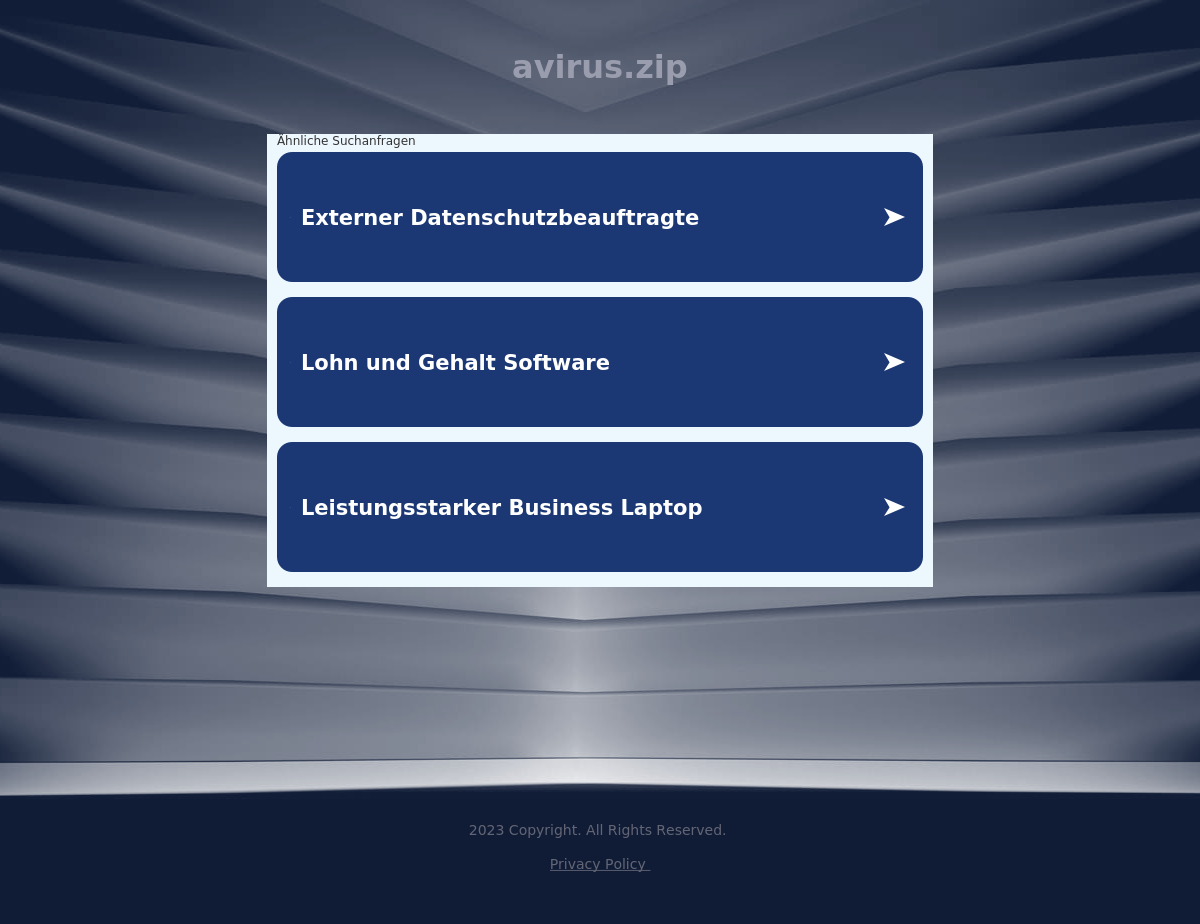 avirus.zip
Ähnliche Suchanfragen
Externer Datenschutzbeauftragte
Lohn und Gehalt Software
Leistungsstarker Business Laptop
2023 Copyright. All Rights Reserved.
Privacy Policy